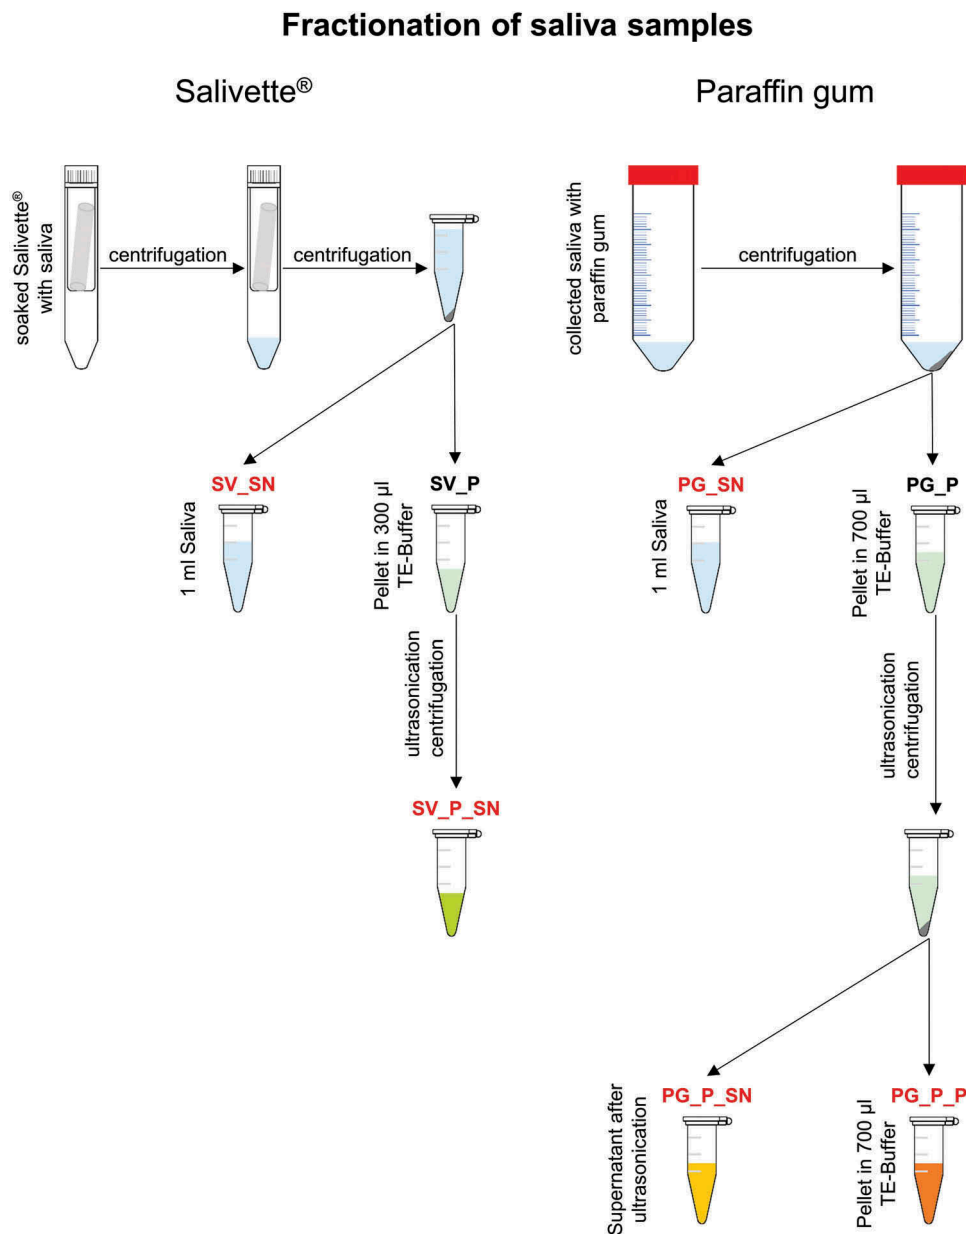 Fractionation of saliva samples
Salivette®
soaked Salivette®
with saliva
centrifugation
centrifugation
SV_SN
1 ml Saliva
SV_P
Pellet in 300 µl
TE-Buffer
ultrasonication
centrifugation
SV_P_SN
Paraffin gum
collected saliva with
paraffin gum
centrifugation
PG_SN
1 ml Saliva
PG_P
Pellet in 700 µl
TE-Buffer
ultrasonication
centrifugation
PG_P_SN
Supernatant after
ultrasonication
PG_P_P
Pellet in 700 µl
TE-Buffer